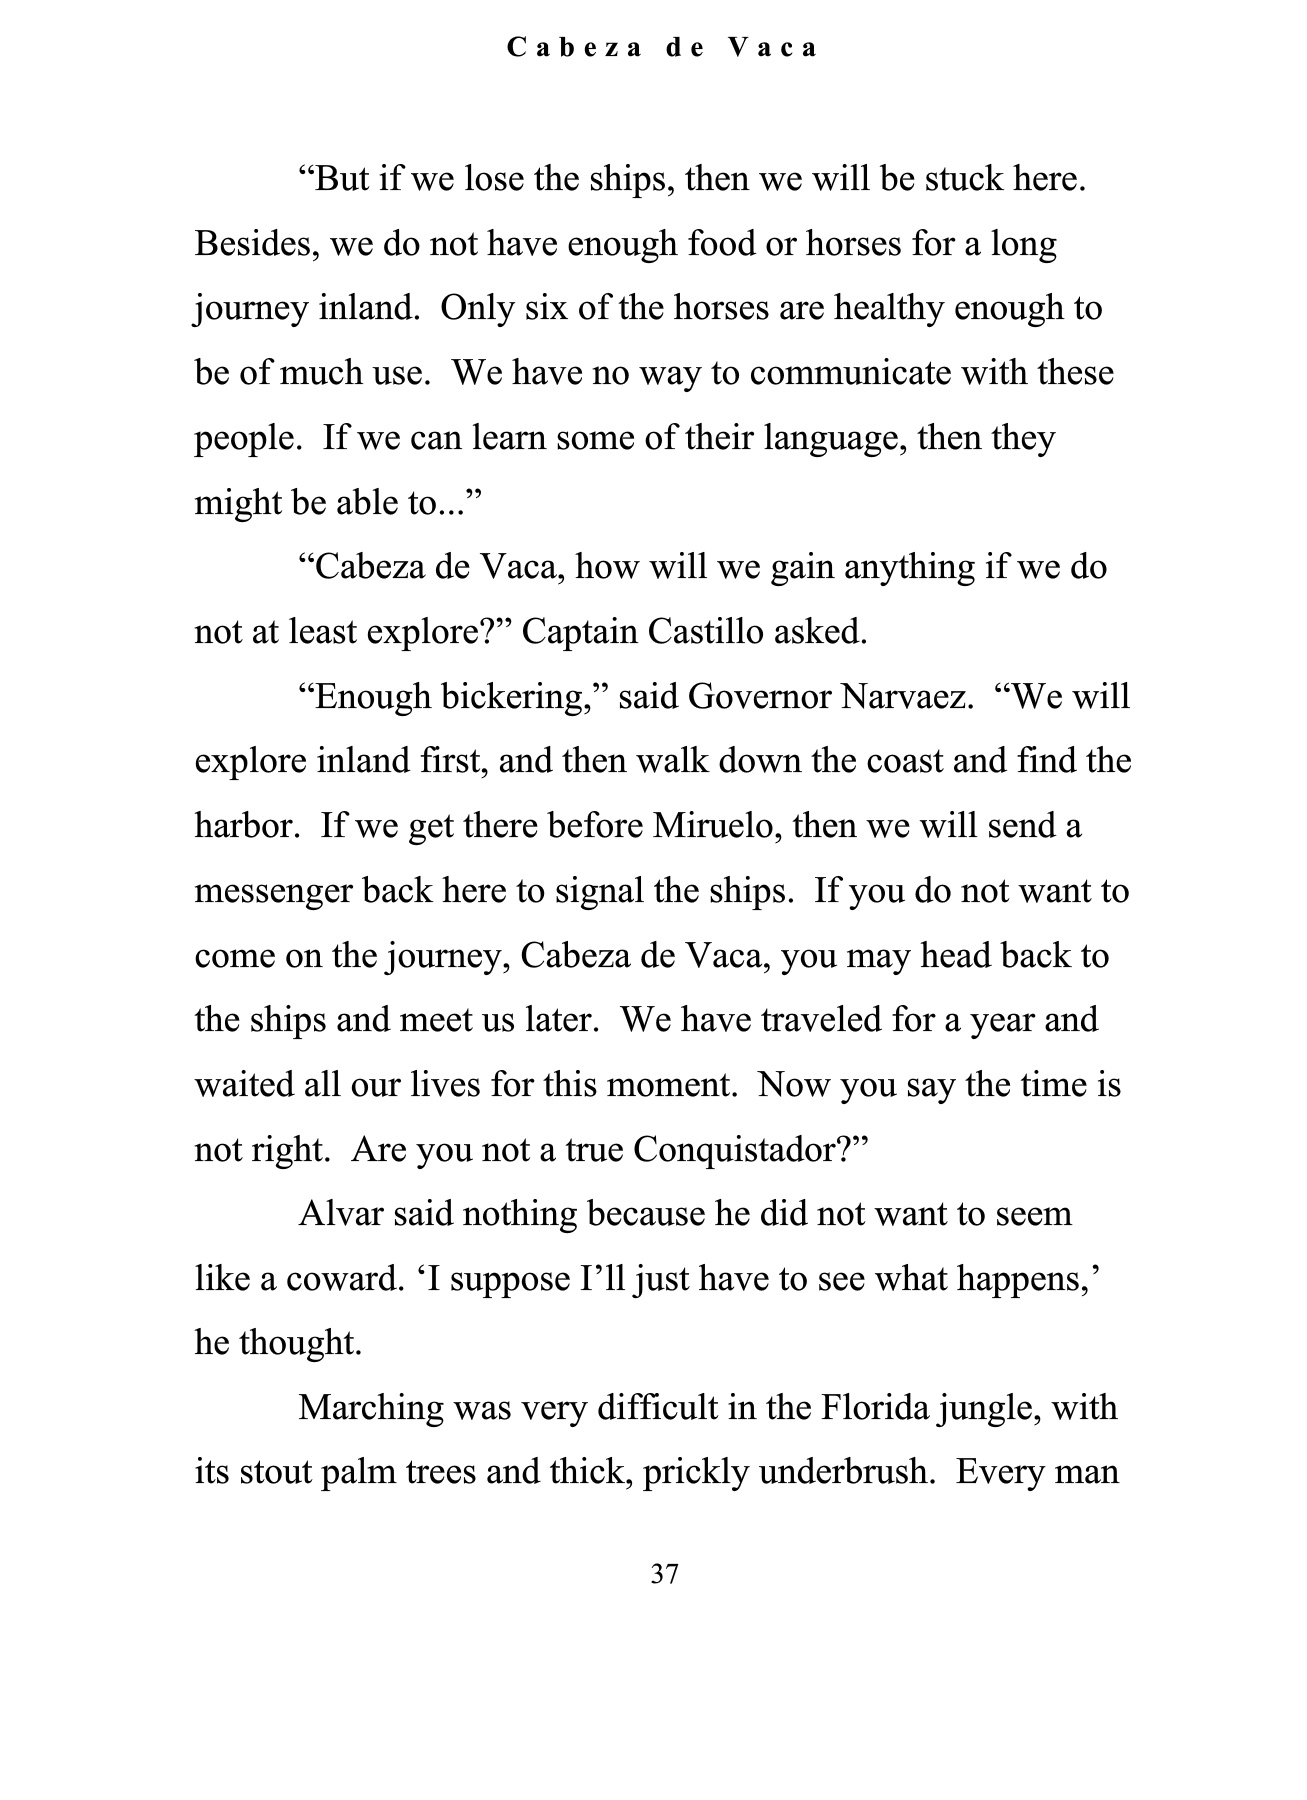 Cabeza de Vaca
“But if we lose the ships, then we will be stuck here.
Besides, we do not have enough food or horses for a long
journey inland.  Only six of the horses are healthy enough to
be of much use.  We have no way to communicate with these
people.  If we can learn some of their language, then they
might be able to...”
“Cabeza de Vaca, how will we gain anything if we do
not at least explore?” Captain Castillo asked.
“Enough bickering,” said Governor Narvaez.  “We will
explore inland first, and then walk down the coast and find the
harbor.  If we get there before Miruelo, then we will send a
messenger back here to signal the ships.  If you do not want to
come on the journey, Cabeza de Vaca, you may head back to
the ships and meet us later.  We have traveled for a year and
waited all our lives for this moment.  Now you say the time is
not right.  Are you not a true Conquistador?”
Alvar said nothing because he did not want to seem
like a coward. ‘I suppose I’ll just have to see what happens,’
he thought.
Marching was very difficult in the Florida jungle, with
its stout palm trees and thick, prickly underbrush.  Every man
37